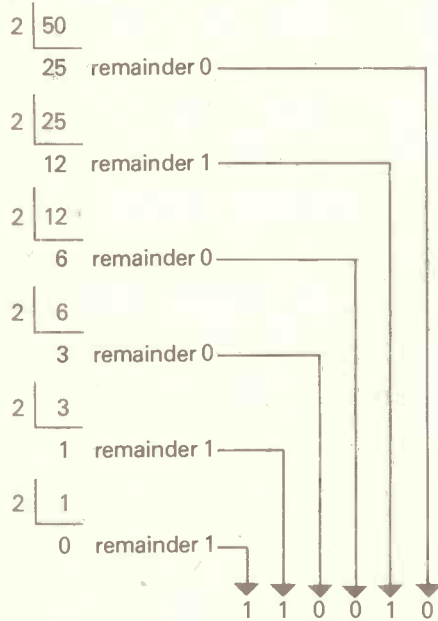 2 50
25 remainder 0
2 25
12 remainder 1
2 12
6 remainder 0
2 6
3 remainder 0
2 3
1 remainder 1
2 1
0 remainder 1
1 1 0 0 1 0